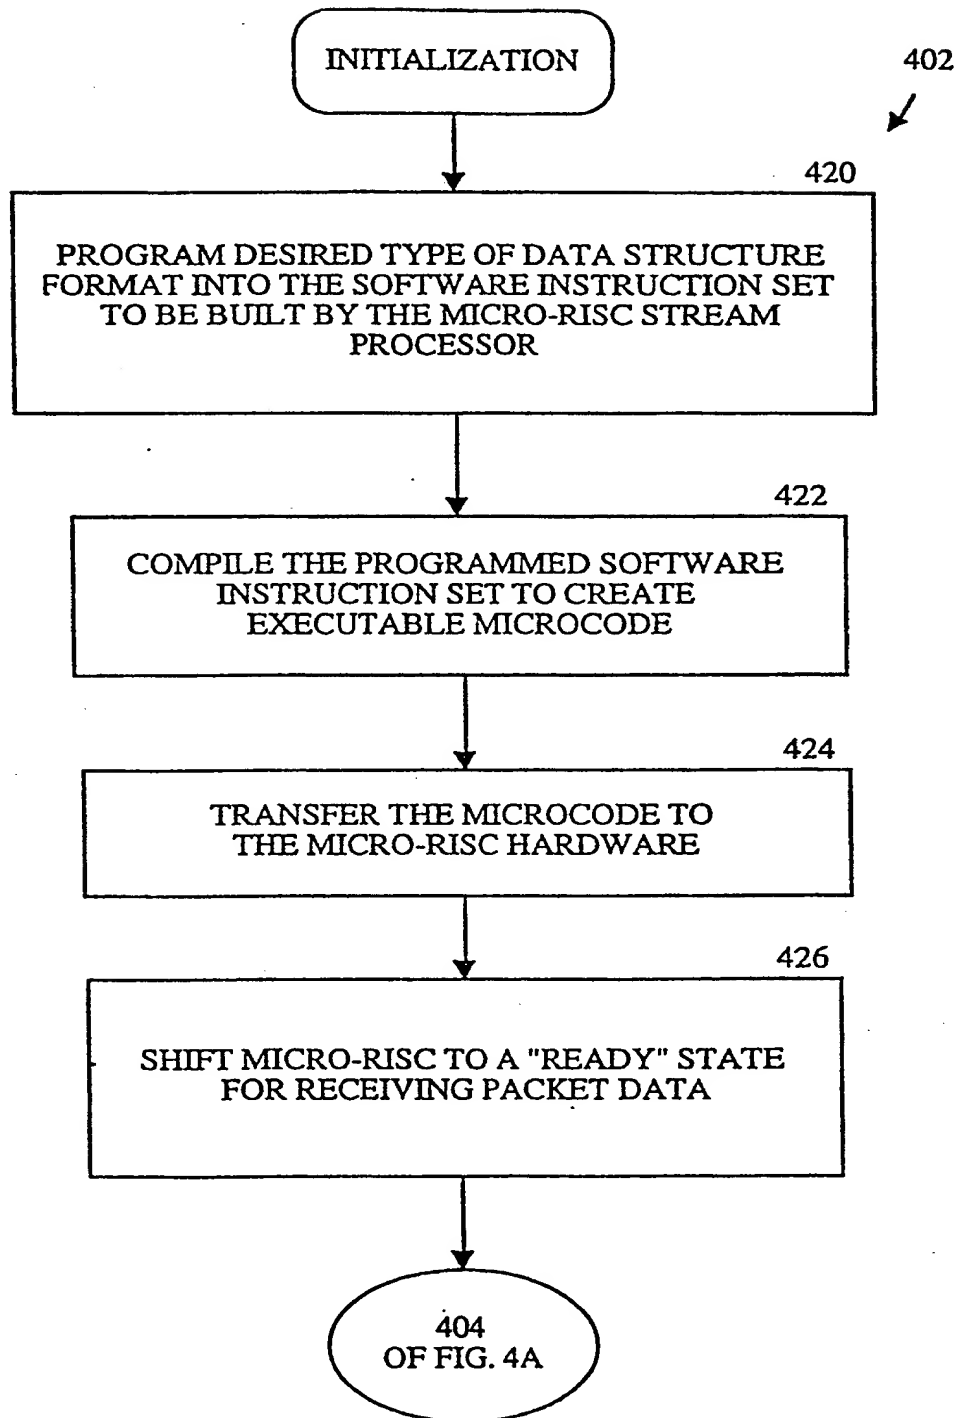 INITIALIZATION
402
420
PROGRAM DESIRED TYPE OF DATA STRUCTURE
FORMAT INTO THE SOFTWARE INSTRUCTION SET
TO BE BUILT BY THE MICRO-RISC STREAM
PROCESSOR
422
COMPILE THE PROGRAMMED SOFTWARE
INSTRUCTION SET TO CREATE
EXECUTABLE MICROCODE
424
TRANSFER THE MICROCODE TO
THE MICRO-RISC HARDWARE
426
SHIFT MICRO-RISC TO A "READY" STATE
FOR RECEIVING PACKET DATA
404
OF FIG. 4A